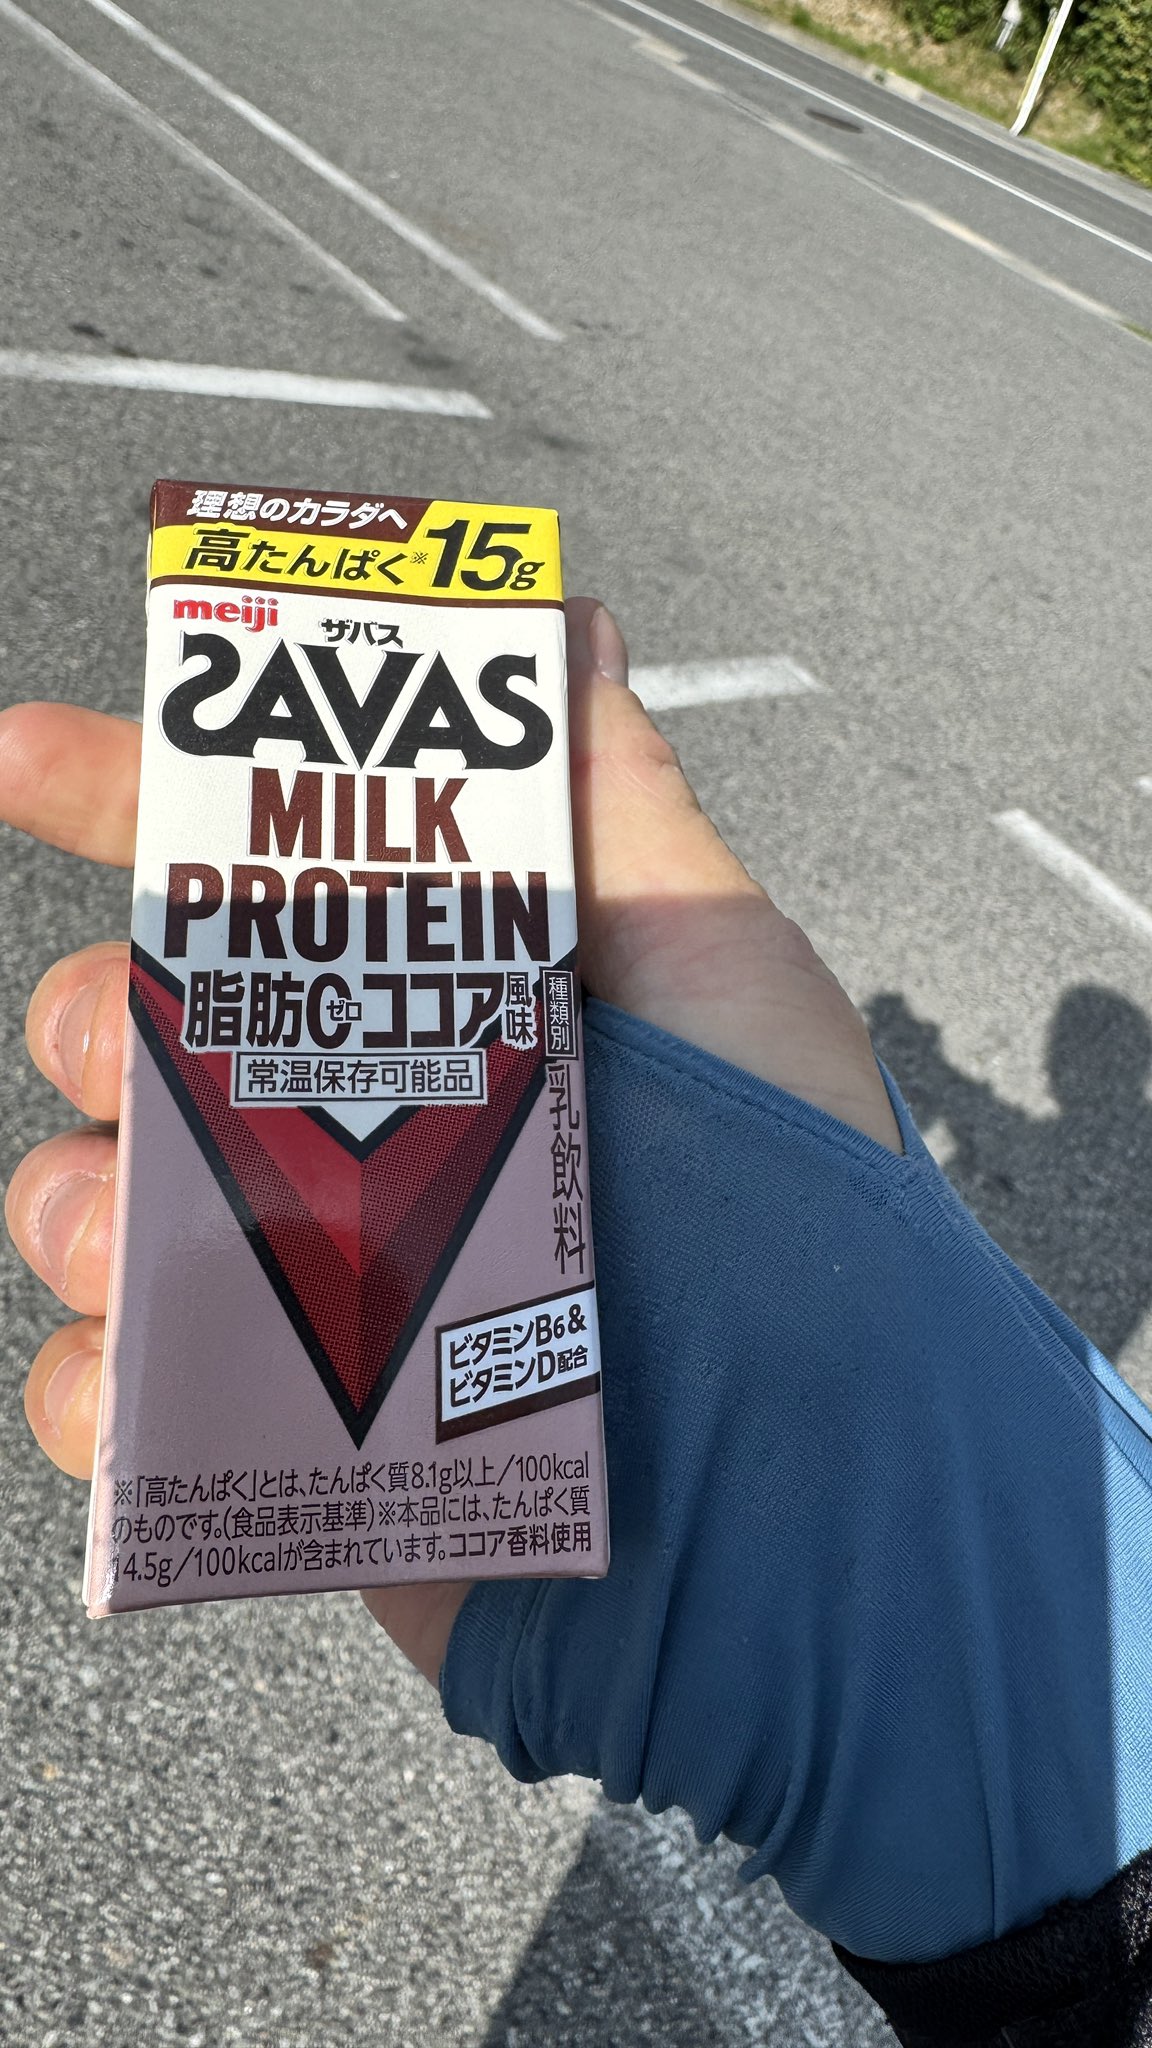 理想のカラダへ
高たんぱく※15g
meiji
ザバス
SAVAS
MILK
PROTEIN
脂肪0ゼロ ココア風味
常温保存可能品
種類別 乳飲料
ビタミンB6&
ビタミンD配合
※「高たんぱく」とは、たんぱく質8.1g以上/100kcal
のものです。(食品表示基準)※本品には、たんぱく質
14.5g/100kcalが含まれています。ココア香料使用